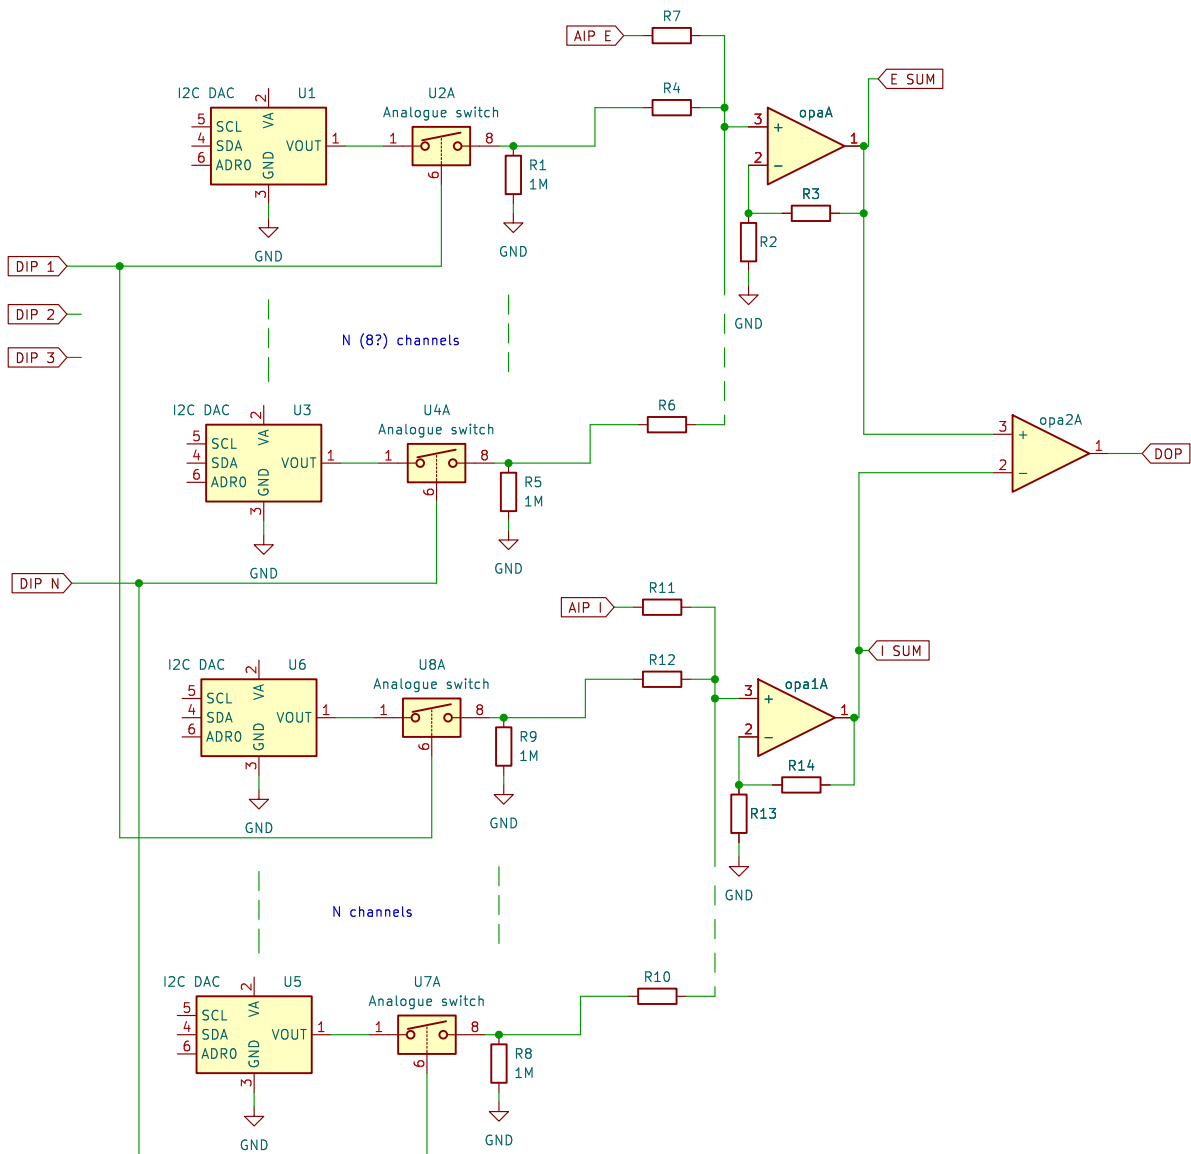 R7
AIP E
E SUM
I2C DAC
U1
U2A
Analogue switch
R4
opaA
2
VA
5
SCL
4
SDA
6
ADR0
GND
VOUT
1
3
1
8
6
R1
1M
3
+
2
−
1
R3
R2
GND
GND
GND
DIP 1
DIP 2
DIP 3
N (8?) channels
I2C DAC
U3
U4A
Analogue switch
R6
2
VA
5
SCL
4
SDA
6
ADR0
GND
VOUT
1
3
1
8
6
R5
1M
opa2A
3
+
2
−
1
DOP
GND
GND
DIP N
R11
AIP I
I2C DAC
U6
U8A
Analogue switch
R12
I SUM
opa1A
2
VA
5
SCL
4
SDA
6
ADR0
GND
VOUT
1
3
1
8
6
R9
1M
3
+
2
−
1
R14
R13
GND
GND
GND
N channels
I2C DAC
U5
U7A
Analogue switch
R10
2
VA
5
SCL
4
SDA
6
ADR0
GND
VOUT
1
3
1
8
6
R8
1M
GND
GND